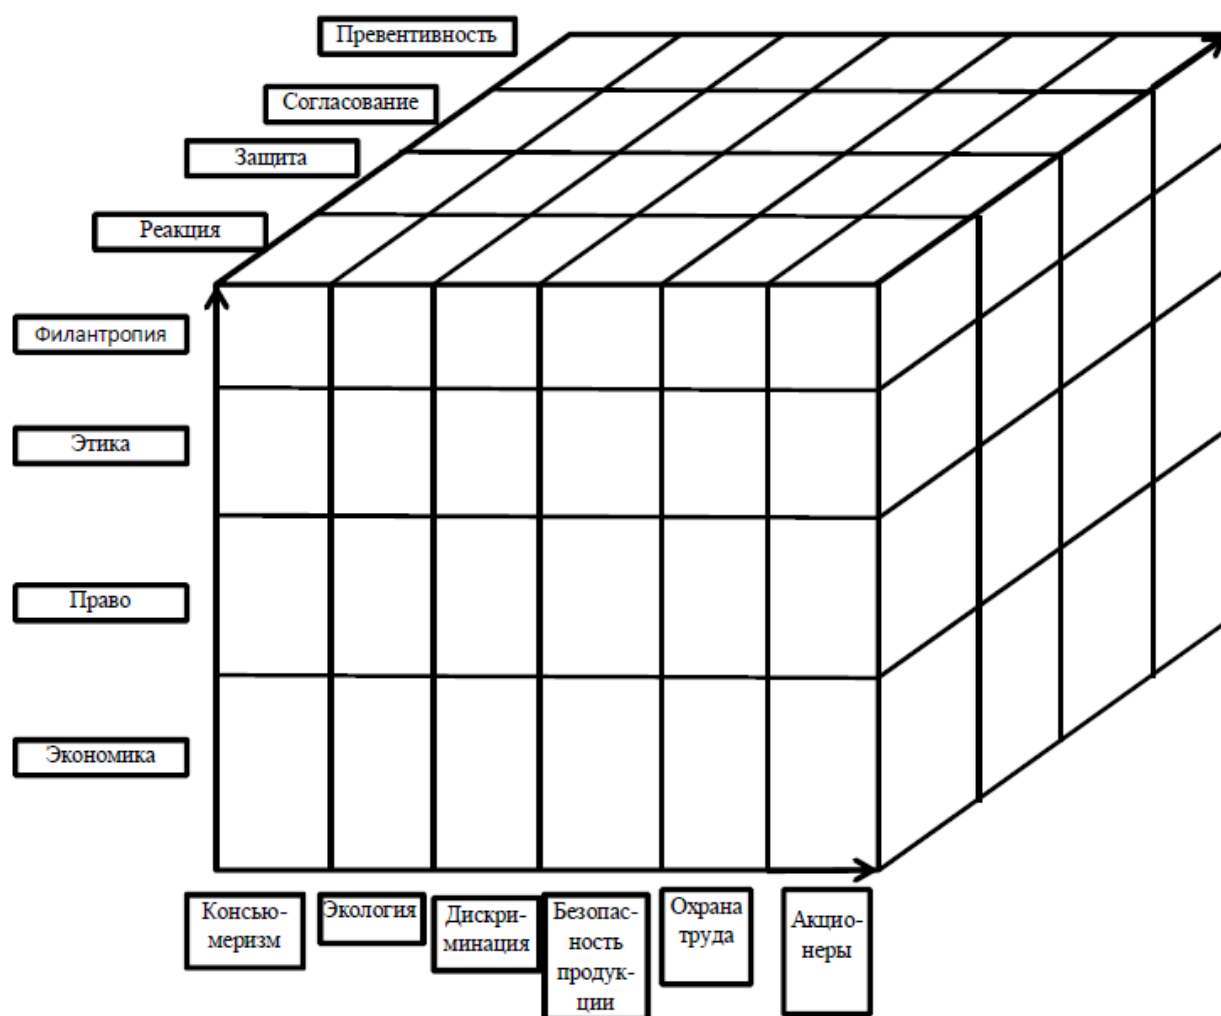 Превентивность
Согласование
Защита
Реакция
Филантропия
Этика
Право
Экономика
Консью-
меризм
Экология
Дискри-
минация
Безопас-
ность
продук-
ции
Охрана
труда
Акцио-
неры